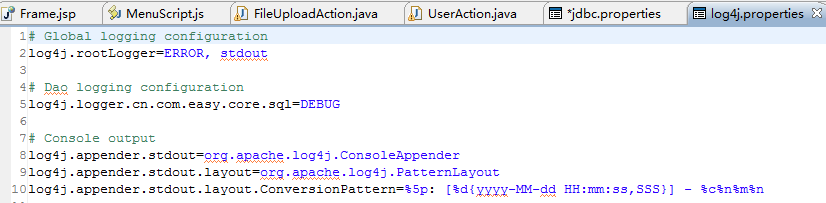 Frame.jsp MenuScript.js FileUploadAction.java UserAction.java *jdbc.properties log4j.properties
1# Global logging configuration
2log4j.rootLogger=ERROR, stdout
3
4# Dao logging configuration
5log4j.logger.cn.com.easy.core.sql=DEBUG
6
7# Console output
8log4j.appender.stdout=org.apache.log4j.ConsoleAppender
9log4j.appender.stdout.layout=org.apache.log4j.PatternLayout
10log4j.appender.stdout.layout.ConversionPattern=%5p: [%d{yyyy-MM-dd HH:mm:ss,SSS}] - %c%n%m%n